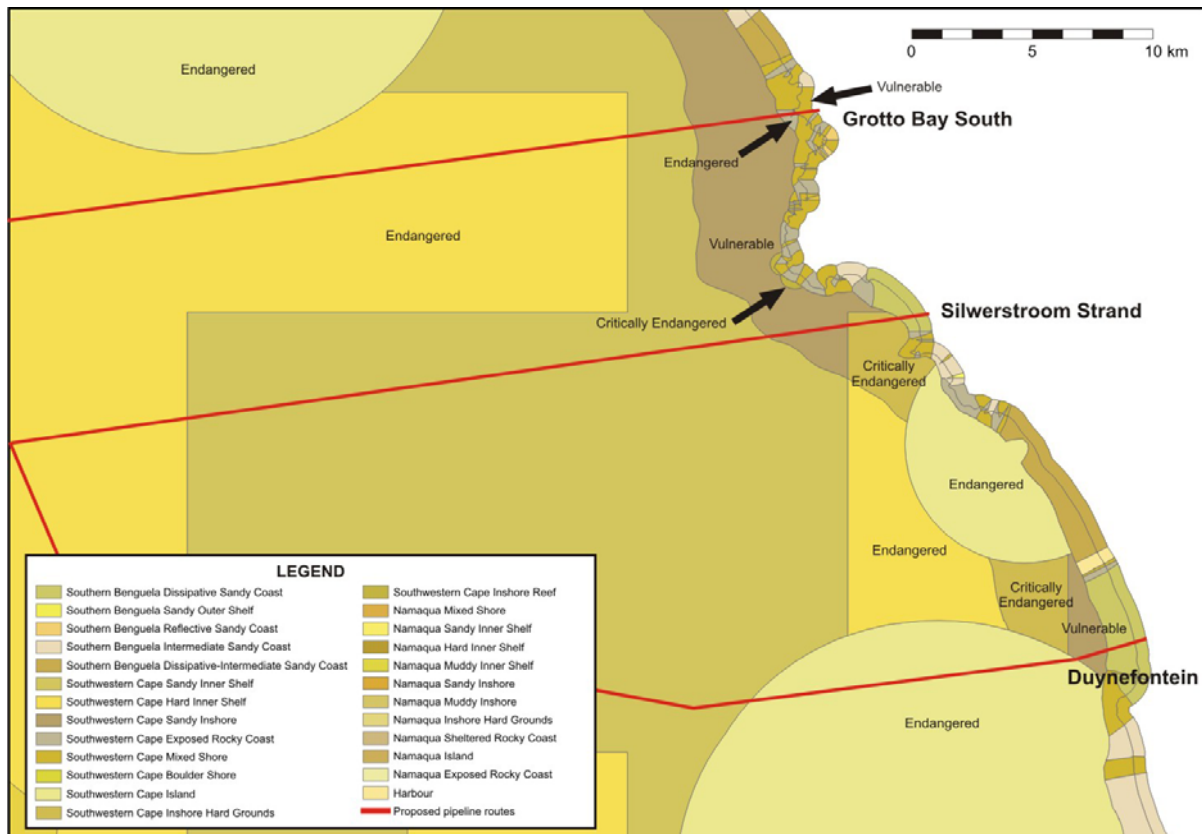 Endangered
0 5 10 km
Vulnerable
Grotto Bay South
Endangered
Endangered
Vulnerable
Critically Endangered
Silwerstroom Strand
Critically
Endangered
Endangered
Endangered
Critically
Endangered
Vulnerable
Duynefontein
Endangered
LEGEND
Southern Benguela Dissipative Sandy Coast
Southern Benguela Sandy Outer Shelf
Southern Benguela Reflective Sandy Coast
Southern Benguela Intermediate Sandy Coast
Southern Benguela Dissipative-Intermediate Sandy Coast
Southwestern Cape Sandy Inner Shelf
Southwestern Cape Hard Inner Shelf
Southwestern Cape Sandy Inshore
Southwestern Cape Exposed Rocky Coast
Southwestern Cape Mixed Shore
Southwestern Cape Boulder Shore
Southwestern Cape Island
Southwestern Cape Inshore Hard Grounds
Southwestern Cape Inshore Reef
Namaqua Mixed Shore
Namaqua Sandy Inner Shelf
Namaqua Hard Inner Shelf
Namaqua Muddy Inner Shelf
Namaqua Sandy Inshore
Namaqua Muddy Inshore
Namaqua Inshore Hard Grounds
Namaqua Sheltered Rocky Coast
Namaqua Island
Namaqua Exposed Rocky Coast
Harbour
Proposed pipeline routes